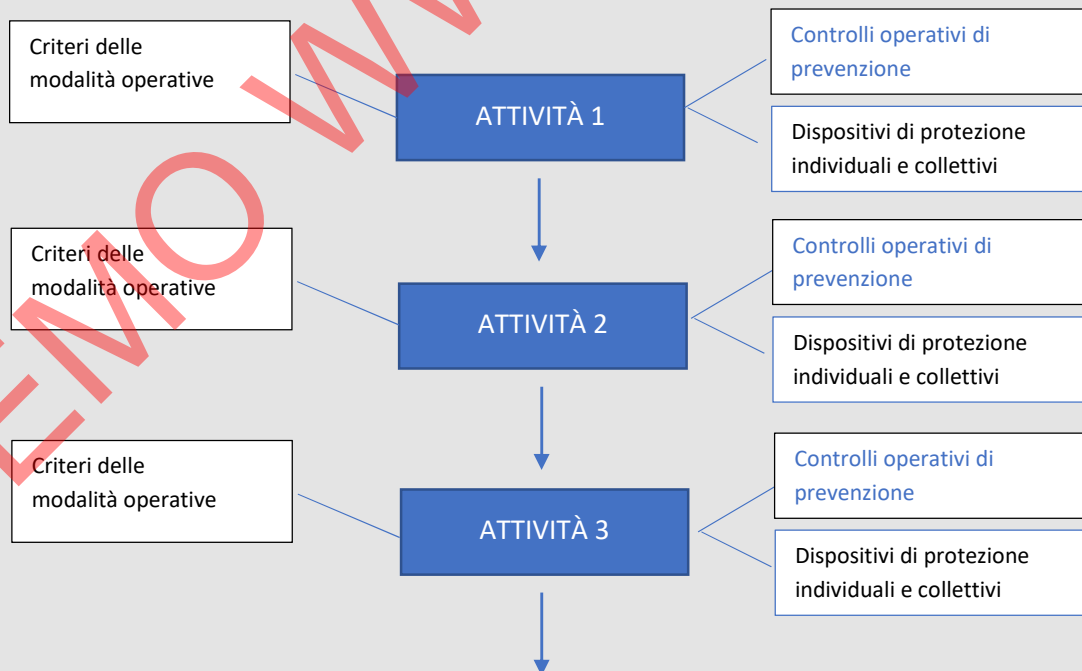 Criteri delle
modalità operative
ATTIVITÀ 1
Controlli operativi di
prevenzione
Dispositivi di protezione
individuali e collettivi
Criteri delle
modalità operative
ATTIVITÀ 2
Controlli operativi di
prevenzione
Dispositivi di protezione
individuali e collettivi
Criteri delle
modalità operative
ATTIVITÀ 3
Controlli operativi di
prevenzione
Dispositivi di protezione
individuali e collettivi